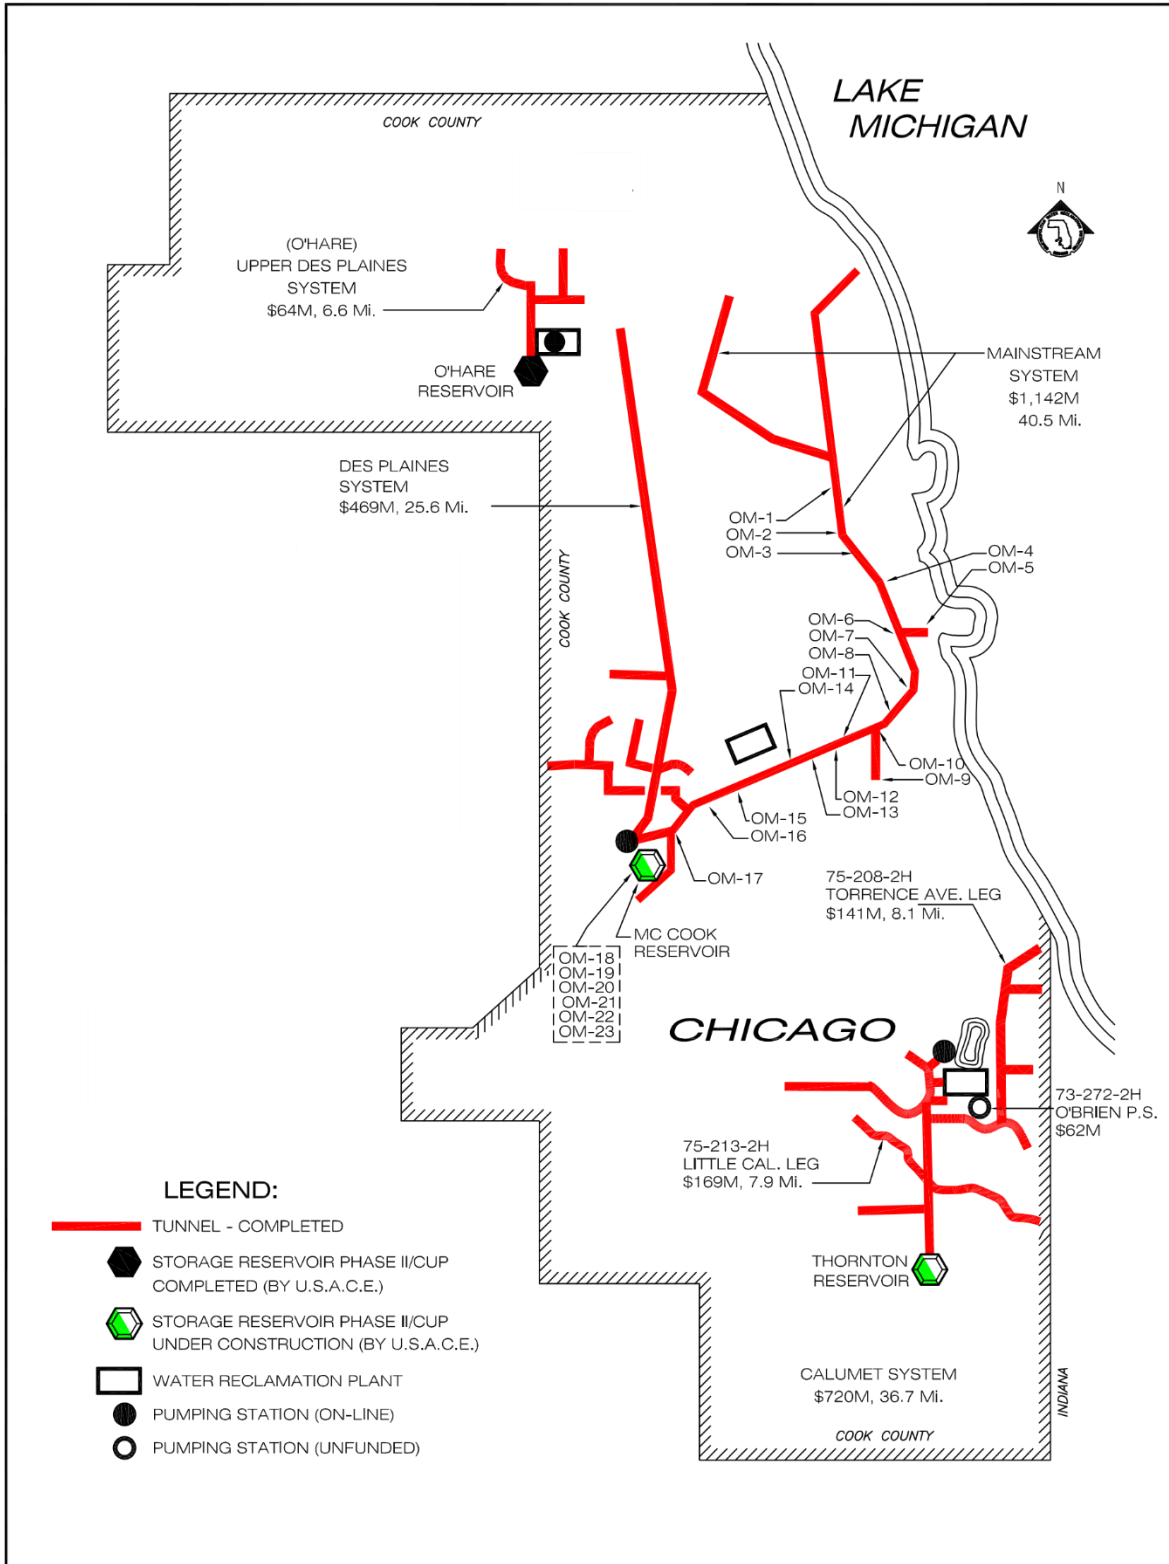 LAKE
MICHIGAN
COOK COUNTY
N
(O'HARE)
UPPER DES PLAINES
SYSTEM
$64M, 6.6 Mi.
O'HARE
RESERVOIR
MAINSTREAM
SYSTEM
$1,142M
40.5 Mi.
DES PLAINES
SYSTEM
$469M, 25.6 Mi.
COOK COUNTY
OM-1
OM-2
OM-3
OM-4
OM-5
OM-6
OM-7
OM-8
OM-11
OM-14
OM-10
OM-9
OM-12
OM-13
OM-15
OM-16
OM-17
MC COOK
RESERVOIR
OM-18
OM-19
OM-20
OM-21
OM-22
OM-23
75-208-2H
TORRENCE AVE. LEG
$141M, 8.1 Mi.
CHICAGO
73-272-2H
O'BRIEN P.S.
$62M
75-213-2H
LITTLE CAL. LEG
$169M, 7.9 Mi.
THORNTON
RESERVOIR
CALUMET SYSTEM
$720M, 36.7 Mi.
INDIANA
COOK COUNTY
LEGEND:
TUNNEL - COMPLETED
STORAGE RESERVOIR PHASE II/CUP
COMPLETED (BY U.S.A.C.E.)
STORAGE RESERVOIR PHASE II/CUP
UNDER CONSTRUCTION (BY U.S.A.C.E.)
WATER RECLAMATION PLANT
PUMPING STATION (ON-LINE)
PUMPING STATION (UNFUNDED)